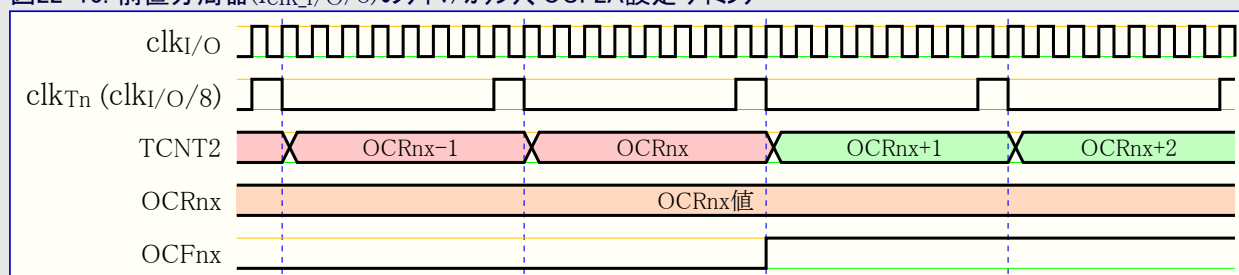 clkI/O
clkTn (clkI/O/8)
TCNT2 OCRnx-1 OCRnx OCRnx+1 OCRnx+2
OCRnx OCRnx値
OCFnx